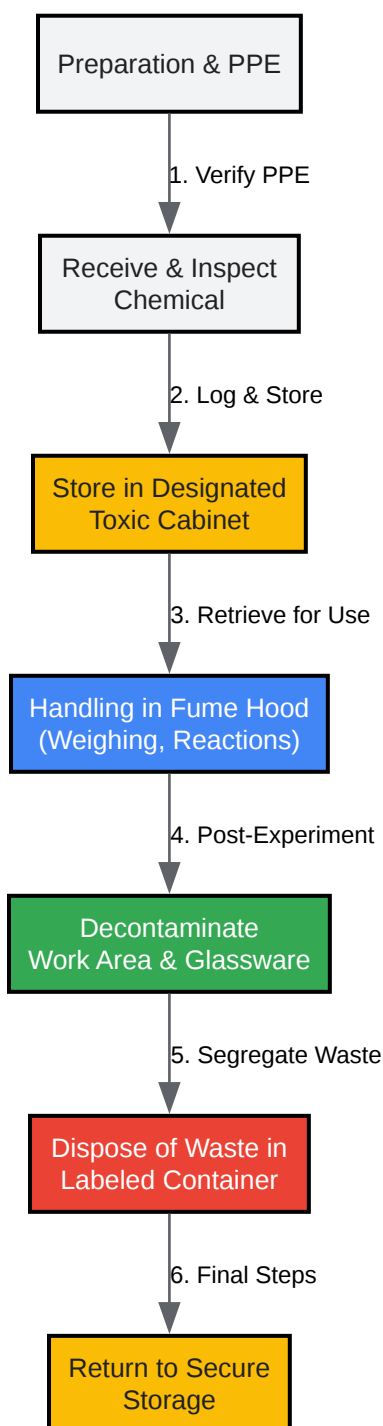 Preparation & PPE
1. Verify PPE
Receive & Inspect
Chemical
2. Log & Store
Store in Designated
Toxic Cabinet
3. Retrieve for Use
Handling in Fume Hood
(Weighing, Reactions)
4. Post-Experiment
Decontaminate
Work Area & Glassware
5. Segregate Waste
Dispose of Waste in
Labeled Container
6. Final Steps
Return to Secure
Storage